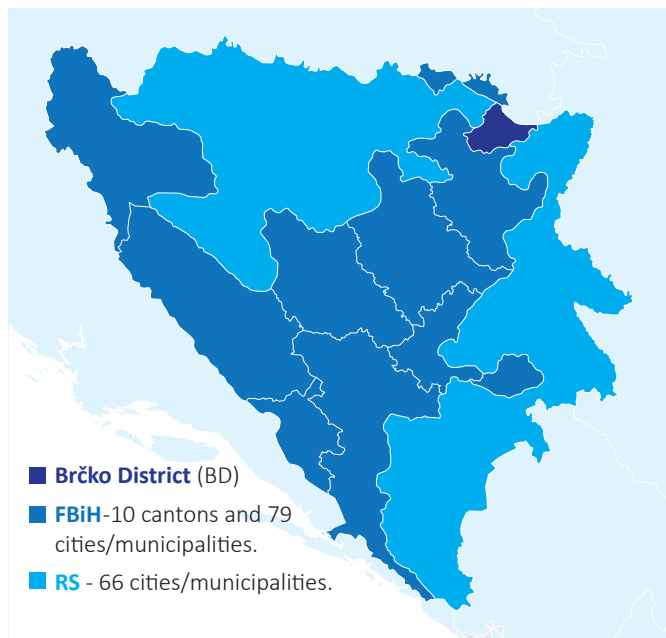 Brčko District (BD)
FBiH-10 cantons and 79
cities/municipalities.
RS - 66 cities/municipalities.